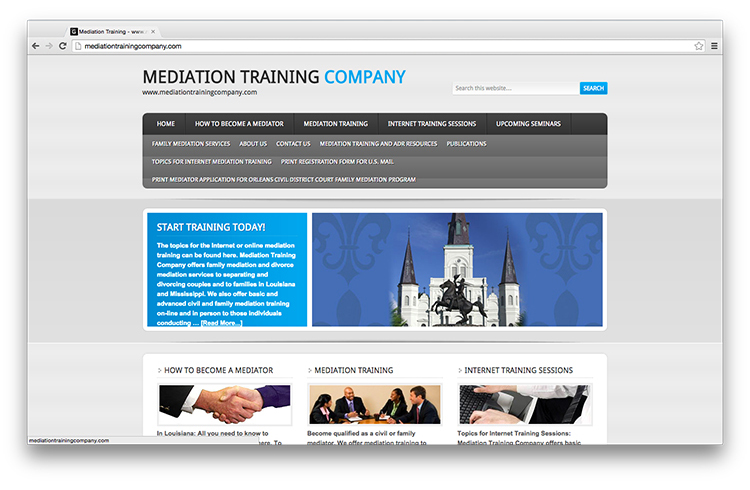 Mediation Training - www.
mediationtrainingcompany.com
MEDIATION TRAINING COMPANY
www.mediationtrainingcompany.com
Search this website....
SEARCH
HOME HOW TO BECOME A MEDIATOR MEDIATION TRAINING INTERNET TRAINING SESSIONS UPCOMING SEMINARS
FAMILY MEDIATION SERVICES ABOUT US CONTACT US MEDIATION TRAINING AND ADR RESOURCES PUBLICATIONS
TOPICS FOR INTERNET MEDIATION TRAINING PRINT REGISTRATION FORM FOR U.S. MAIL
PRINT MEDIATOR APPLICATION FOR ORLEANS CIVIL DISTRICT COURT FAMILY MEDIATION PROGRAM
START TRAINING TODAY!
The topics for the Internet or online mediation
training can be found here. Mediation Training
Company offers family mediation and divorce
mediation services to separating and
divorcing couples and to families in Louisiana
and Mississippi. We also offer basic and
advanced civil and family mediation training
on-line and in person to those individuals
conducting … [Read More...]
HOW TO BECOME A MEDIATOR
In Louisiana: All you need to know to
here. To
MEDIATION TRAINING
Become qualified as a civil or family
mediator. We offer mediation training to
INTERNET TRAINING SESSIONS
Topics for Internet Training Sessions:
Mediation Training Company offers basic
mediationtrainingcompany.com